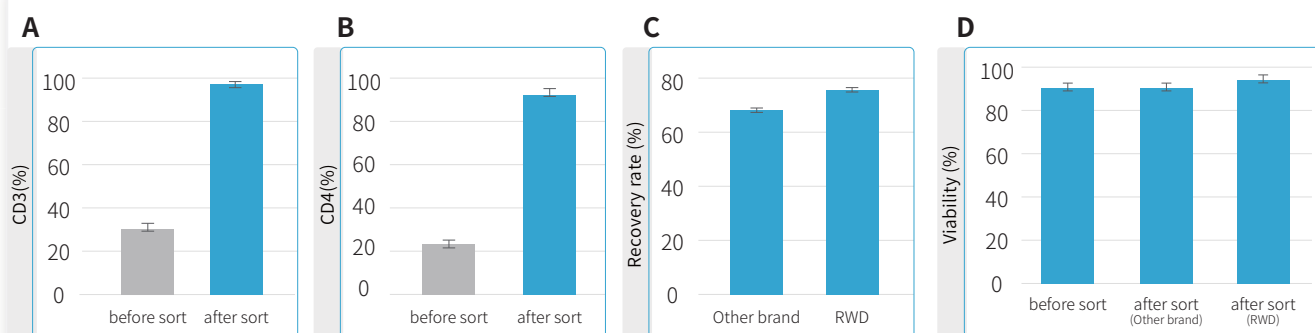 A
CD3(%)
100
80
60
40
20
0
before sort
after sort
B
CD4(%)
100
80
60
40
20
0
before sort
after sort
C
Recovery rate (%)
80
60
40
20
0
Other brand
RWD
D
Viability (%)
100
80
60
40
20
0
before sort
after sort
(Other brand)
after sort
(RWD)